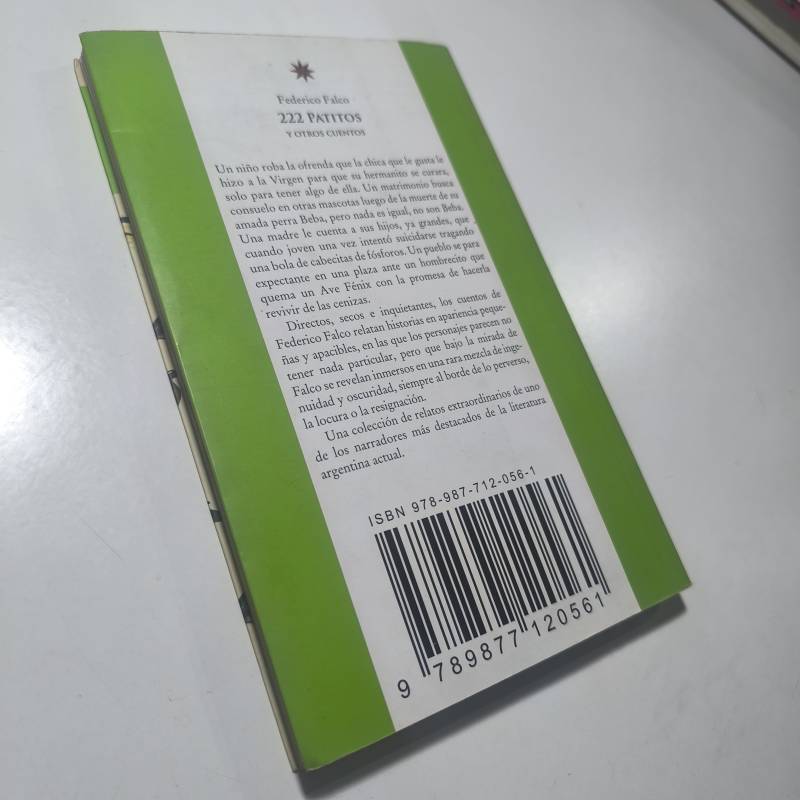 Federico Falco
222 PATITOS
Y OTROS CUENTOS
Un niño roba la ofrenda que la chica que le gusta le
hizo a la Virgen para que su hermanito se curara,
solo para tener algo de ella. Un matrimonio busca
consuelo en otras mascotas luego de la muerte de su
amada perra Beba, pero nada es igual, no son Beba.
Una madre le cuenta a sus hijos, ya grandes, que
cuando joven una vez intentó suicidarse tragando
una bola de cabecitas de fósforos. Un pueblo se para
expectante en una plaza ante un hombrecito que
quema un Ave Fénix con la promesa de hacerla
revivir de las cenizas.
Directos, secos e inquietantes, los cuentos de
Federico Falco relatan historias en apariencia peque-
ñas y apacibles, en las que los personajes parecen no
tener nada particular, pero que bajo la mirada de
Falco se revelan inmersos en una rara mezcla de inge-
nuidad y oscuridad, siempre al borde de lo perverso,
la locura o la resignación.
Una colección de relatos extraordinarios de uno
de los narradores más destacados de la literatura
argentina actual.
ISBN 978-987-712-056-1
9 789877 120561